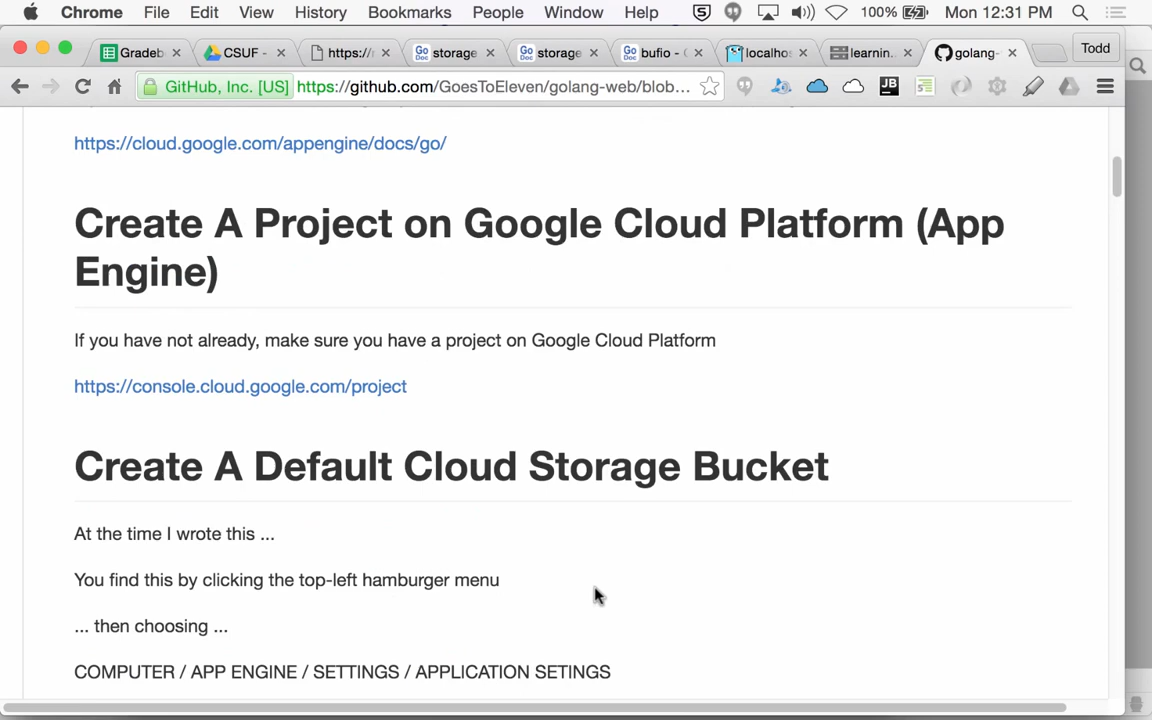 Chrome File Edit View History Bookmarks People Window Help 100% Mon 12:31 PM
Gradeb CSUF - https://r storage storage bufio - ( localhos learnin. golang- Todd
GitHub, Inc. [US] https://github.com/GoesToEleven/golang-web/blob...
https://cloud.google.com/appengine/docs/go/
Create A Project on Google Cloud Platform (App
Engine)
If you have not already, make sure you have a project on Google Cloud Platform
https://console.cloud.google.com/project
Create A Default Cloud Storage Bucket
At the time I wrote this ...
You find this by clicking the top-left hamburger menu
... then choosing ...
COMPUTER / APP ENGINE / SETTINGS / APPLICATION SETINGS